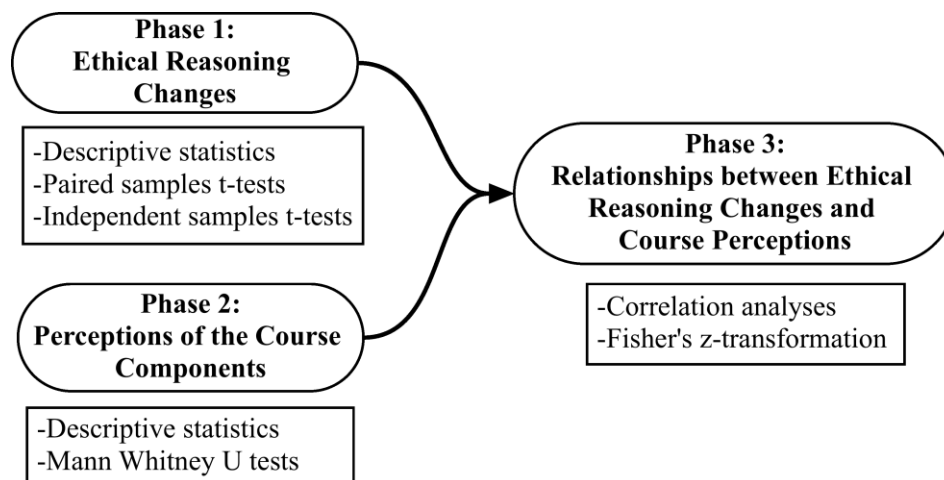 Phase 1:
Ethical Reasoning
Changes
-Descriptive statistics
-Paired samples t-tests
-Independent samples t-tests
Phase 2:
Perceptions of the Course
Components
-Descriptive statistics
-Mann Whitney U tests
Phase 3:
Relationships between Ethical
Reasoning Changes and
Course Perceptions
-Correlation analyses
-Fisher's z-transformation